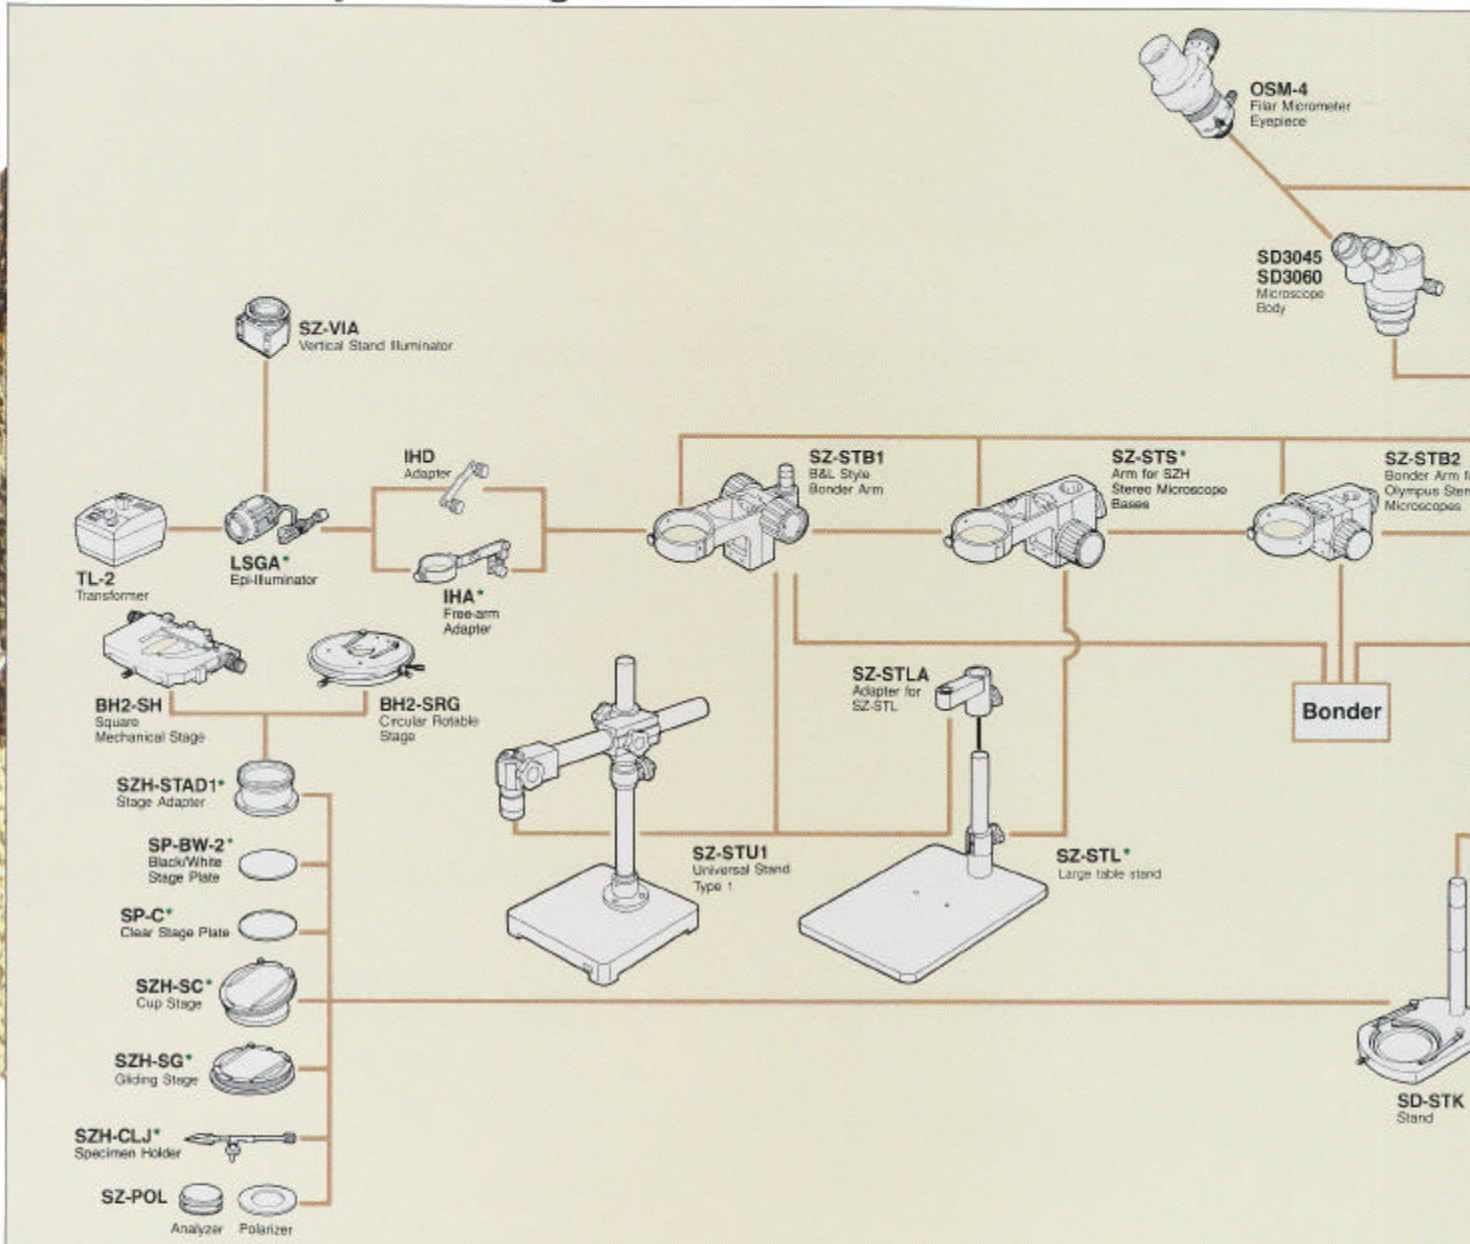 OSM-4
Filar Micrometer
Eyepiece
SD3045
SD3060
Microscope
Body
SZ-VIA
Vertical Stand Illuminator
IHD
Adapter
SZ-STB1
B&L Style
Bonder Arm
SZ-STS*
Arm for SZH
Stereo Microscope
Bases
SZ-STB2
Bonder Arm
Olympus
Microscopes
TL-2
Transformer
LSGA*
Epi-Illuminator
IHA*
Free-arm
Adapter
BH2-SH
Square
Mechanical Stage
BH2-SRG
Circular Rotable
Stage
SZ-STLA
Adapter for
SZ-STL
Bonder
SZH-STAD1*
Stage Adapter
SP-BW-2*
Black/White
Stage Plate
SZ-STU1
Universal Stand
Type 1
SZ-STL*
Large table stand
SP-C*
Clear Stage Plate
SZH-SC*
Cup Stage
SZH-SG*
Gliding Stage
SD-STK
Stand
SZH-CLJ*
Specimen Holder
SZ-POL
Analyzer Polarizer